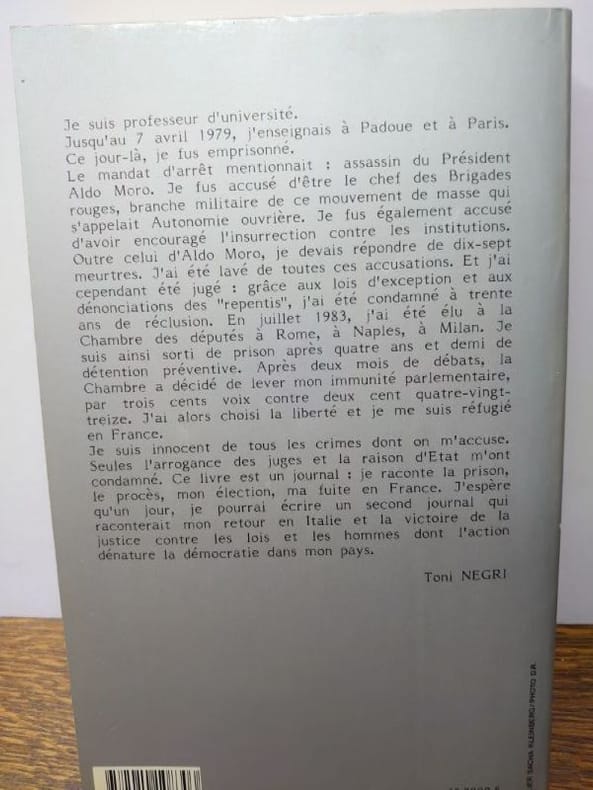 Je suis professeur d'université.
Jusqu'au 7 avril 1979, j'enseignais à Padoue et à Paris.
Ce jour-là, je fus emprisonné.
Le mandat d'arrêt mentionnait : assassin du Président
Aldo Moro. Je fus accusé d'être le chef des Brigades
rouges, branche militaire de ce mouvement de masse qui
s'appelait Autonomie ouvrière. Je fus également accusé
d'avoir encouragé l'insurrection contre les institutions.
Outre celui d'Aldo Moro, je devais répondre de dix-sept
meurtres. J'ai été lavé de toutes ces accusations. Et j'ai
cependant été jugé : grâce aux lois d'exception et aux
dénonciations des "repentis", j'ai été condamné à trente
ans de réclusion. En juillet 1983, j'ai été élu à la
Chambre des députés à Rome, à Naples, à Milan. Je
suis ainsi sorti de prison après quatre ans et demi de
détention préventive. Après deux mois de débats, la
Chambre a décidé de lever mon immunité parlementaire,
par trois cents voix contre deux cent quatre-vingt-
treize. J'ai alors choisi la liberté et je me suis réfugié
en France.
Je suis innocent de tous les crimes dont on m'accuse.
Seules l'arrogance des juges et la raison d'Etat m'ont
condamné. Ce livre est un journal : je raconte la prison,
le procès, mon élection, ma fuite en France. J'espère
qu'un jour, je pourrai écrire un second journal qui
raconterait mon retour en Italie et la victoire de la
justice contre les lois et les hommes dont l'action
dénature la démocratie dans mon pays.
Toni NEGRI
SACHA KLEINBERG/PHOTO D.R.